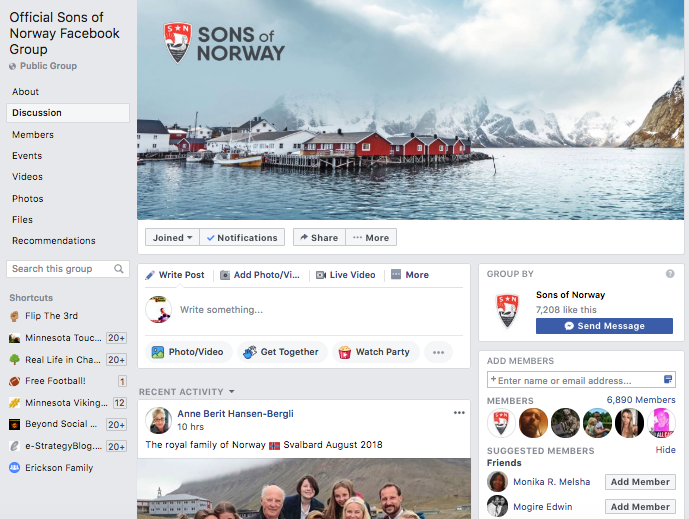 Official Sons of
Norway Facebook
Group
Public Group
About
Discussion
Members
Events
Videos
Photos
Files
Recommendations
Search this group
Shortcuts
Flip The 3rd
Minnesota Touc... 20+
Real Life in Cha... 20+
Free Football! 1
Minnesota Viking... 12
Beyond Social ... 20+
e-StrategyBlog.... 20+
Erickson Family
SONS of
NORWAY
Joined Notifications Share More
Write Post Add Photo/Vi... Live Video More
Write something...
Photo/Video Get Together Watch Party
RECENT ACTIVITY
Anne Berit Hansen-Bergli
10 hrs
The royal family of Norway 🇳🇴 Svalbard August 2018
GROUP BY
S N
Sons of Norway
7,208 like this
Send Message
ADD MEMBERS
+ Enter name or email address...
MEMBERS 6,890 Members
SUGGESTED MEMBERS Hide
Friends
Monika R. Melsha Add Member
Mogire Edwin Add Member